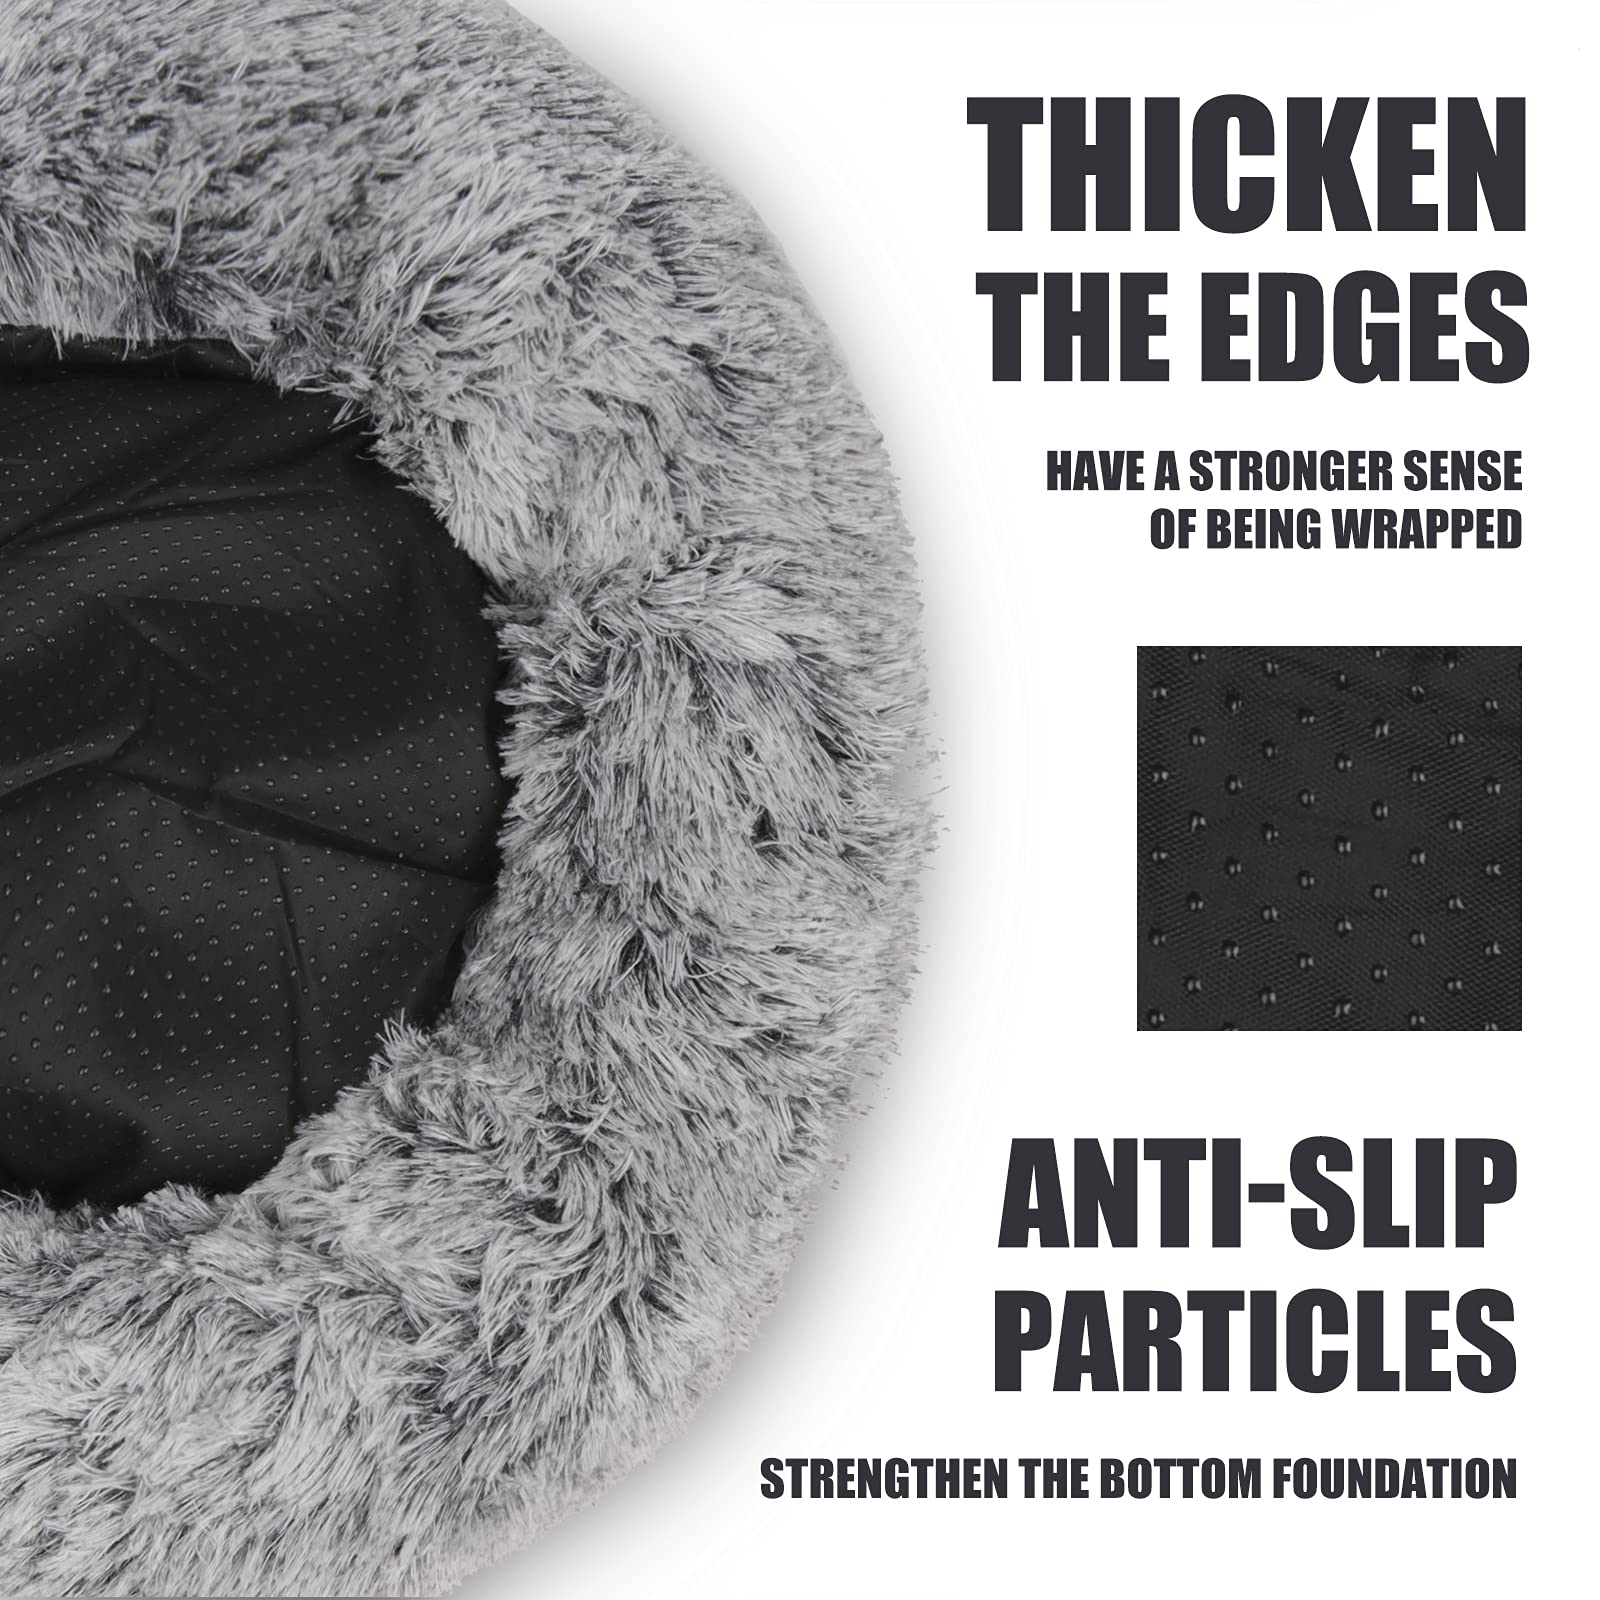 THICKEN
THE EDGES
HAVE A STRONGER SENSE
OF BEING WRAPPED
ANTI-SLIP
PARTICLES
STRENGTHEN THE BOTTOM FOUNDATION